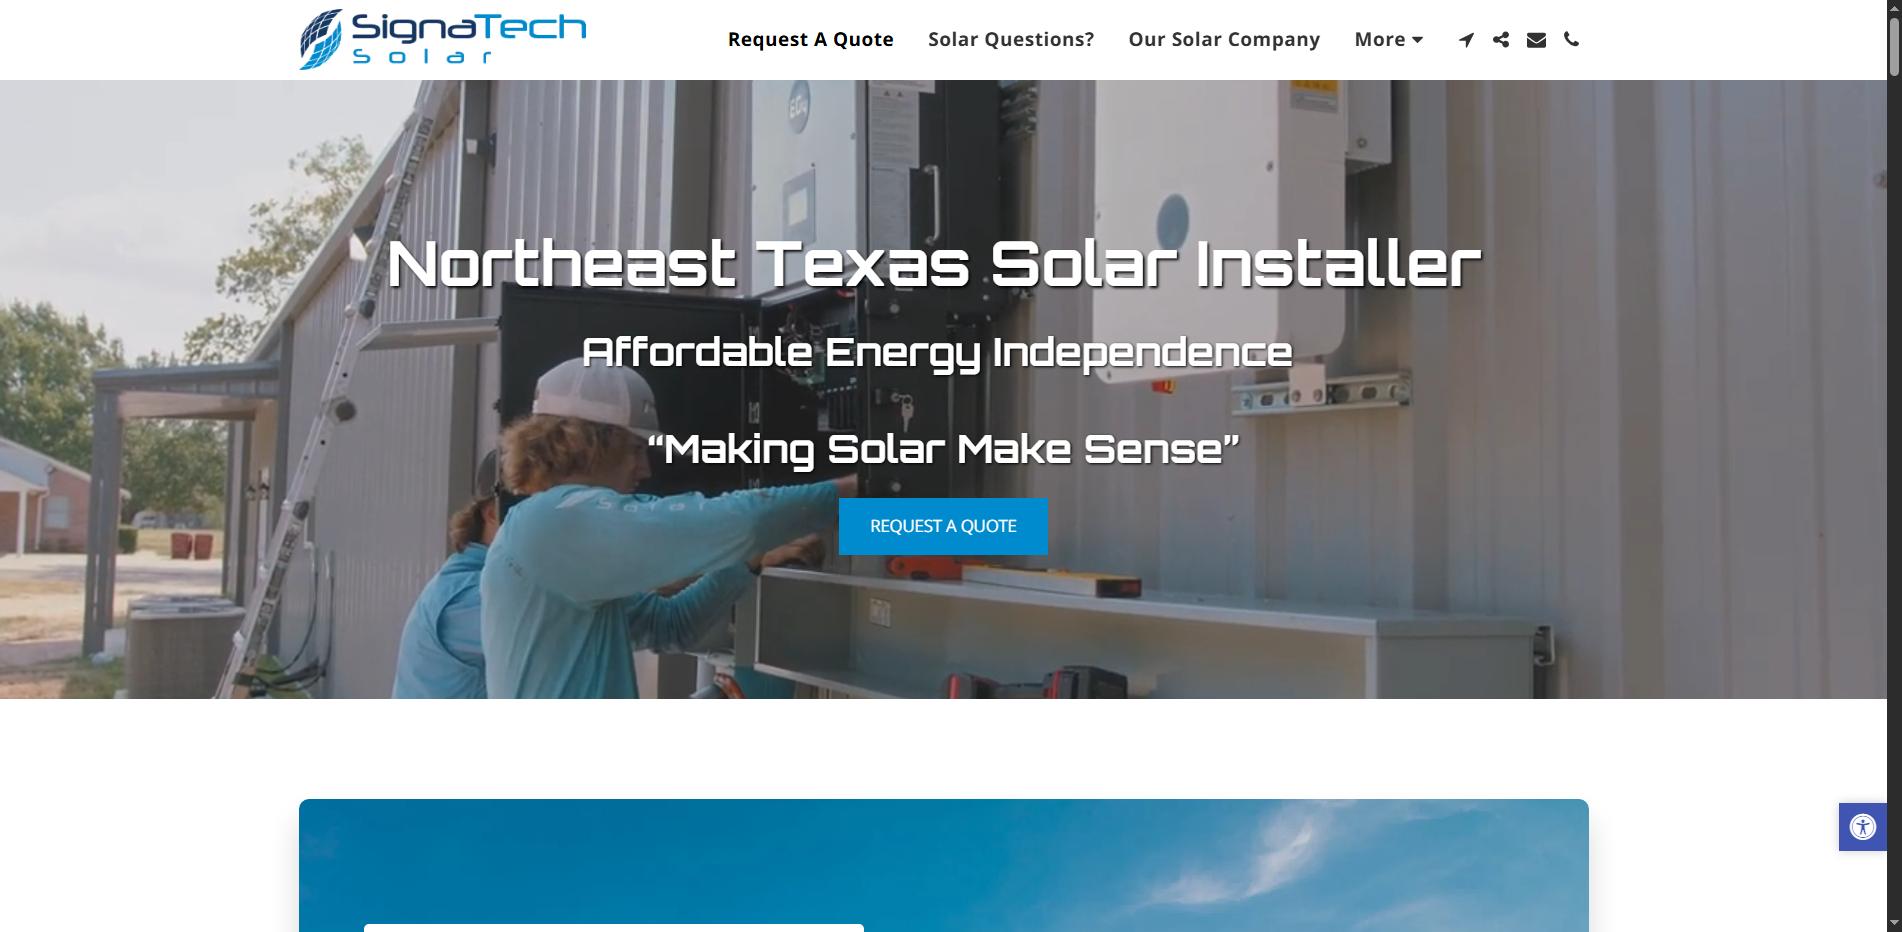 SignaTech
Solar
Request A Quote
Solar Questions?
Our Solar Company
More
Northeast Texas Solar Installer
Affordable Energy Independence
“Making Solar Make Sense”
REQUEST A QUOTE
Solar